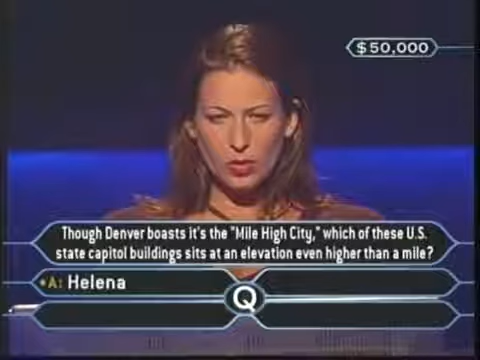 $50,000
Though Denver boasts it's the "Mile High City," which of these U.S.
state capitol buildings sits at an elevation even higher than a mile?
A: Helena
Q